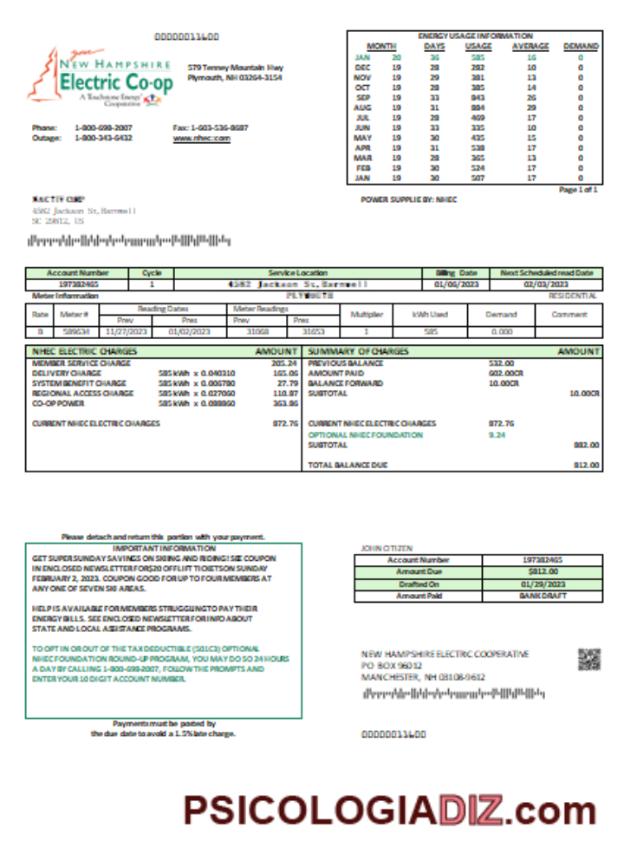 00000011600
your
NEW HAMPSHIRE
Electric Co-op
A Touchstone Energy®
Cooperative
579 Tenney Mountain Hwy
Plymouth, NH 03264-3154
Phone: 1-800-698-2007 Fax: 1-603-536-8687
Outage: 1-800-343-6432 www.nhec.com
ENERGY USAGE INFORMATION
MONTH DAYS USAGE AVERAGE DEMAND
JAN 20 36 585 16 0
DEC 19 28 282 10 0
NOV 19 29 381 13 0
OCT 19 28 385 14 0
SEP 19 33 843 26 0
AUG 19 31 884 29 0
JUL 19 28 469 17 0
JUN 19 33 335 10 0
MAY 19 30 435 15 0
APR 19 31 538 17 0
MAR 19 28 365 13 0
FEB 19 30 524 17 0
JAN 19 30 507 17 0
Page 1 of 1
POWER SUPPLIE BY: NHEC
4582 Jackson St, Barnwell
SC 29812, US
Account Number Cycle Service Location Billing Date Next Scheduled read Date
197382465 1 4582 Jackson St, Barnwell 01/06/2023 02/03/2023
Meter Information PLYMOUTH RESIDENTIAL
Rate Meter # Reading Dates Meter Readings Multiplier kWh Used Demand Comment
Prev Pres Prev Pres
B 589634 11/27/2023 01/02/2023 31068 31653 1 585 0.000
NHEC ELECTRIC CHARGES AMOUNT
MEMBER SERVICE CHARGE 205.24
DELIVERY CHARGE 585 kWh x 0.040310 165.06
SYSTEM BENEFIT CHARGE 585 kWh x 0.006780 27.79
REGIONAL ACCESS CHARGE 585 kWh x 0.027060 110.87
CO-OP POWER 585 kWh x 0.088860 363.86
CURRENT NHEC ELECTRIC CHARGES 872.76
SUMMARY OF CHARGES AMOUNT
PREVIOUS BALANCE 532.00
AMOUNT PAID 602.00CR
BALANCE FORWARD 10.00CR
SUBTOTAL 10.00CR
CURRENT NHEC ELECTRIC CHARGES 872.76
OPTIONAL NHEC FOUNDATION 9.24
SUBTOTAL 882.00
TOTAL BALANCE DUE 812.00
Please detach and return this portion with your payment.
IMPORTANT INFORMATION
GET SUPER SUNDAY SAVINGS ON SKIING AND RIDING! SEE COUPON
IN ENCLOSED NEWSLETTER FOR $20 OFF LIFT TICKETS ON SUNDAY
FEBRUARY 2, 2023. COUPON GOOD FOR UP TO FOUR MEMBERS AT
ANY ONE OF SEVEN SKI AREAS.
HELP IS AVAILABLE FOR MEMBERS STRUGGLING TO PAY THEIR
ENERGY BILLS. SEE ENCLOSED NEWSLETTER FOR INFO ABOUT
STATE AND LOCAL ASSISTANCE PROGRAMS.
TO OPT IN OR OUT OF THE TAX DEDUCTIBLE (501C3) OPTIONAL
NHEC FOUNDATION ROUND-UP PROGRAM, YOU MAY DO SO 24 HOURS
A DAY BY CALLING 1-800-698-2007, FOLLOW THE PROMPTS AND
ENTER YOUR 10 DIGIT ACCOUNT NUMBER.
Payments must be posted by
the due date to avoid a 1.5% late charge.
JOHN CITIZEN
Account Number 197382465
Amount Due $812.00
Drafted On 01/29/2023
Amount Paid BANK DRAFT
NEW HAMPSHIRE ELECTRIC COOPERATIVE
PO BOX 96012
MANCHESTER, NH 03108-9612
00000011600
PSICOLOGIADIZ.com